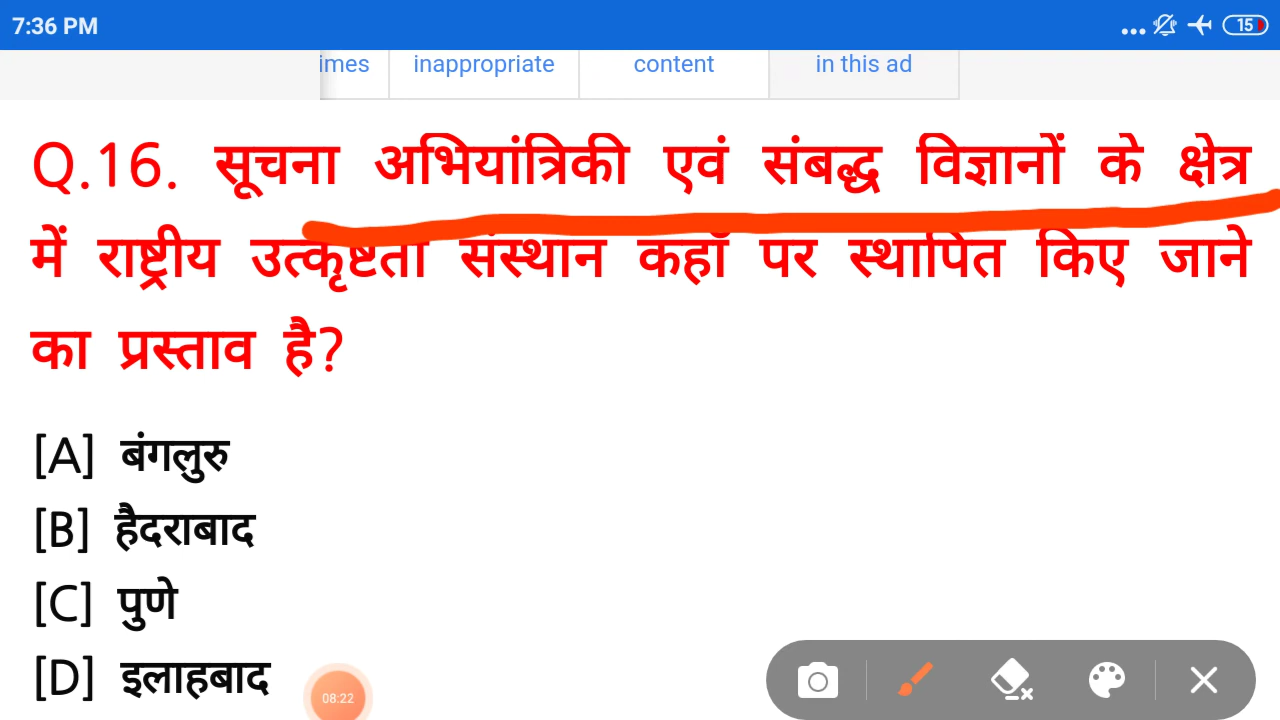 7:36 PM
15
imes inappropriate content in this ad
Q.16. सूचना अभियांत्रिकी एवं संबद्ध विज्ञानों के क्षेत्र
में राष्ट्रीय उत्कृष्टता संस्थान कहाँ पर स्थापित किए जाने
का प्रस्ताव है?
[A] बंगलुरु
[B] हैदराबाद
[C] पुणे
[D] इलाहबाद
08:22